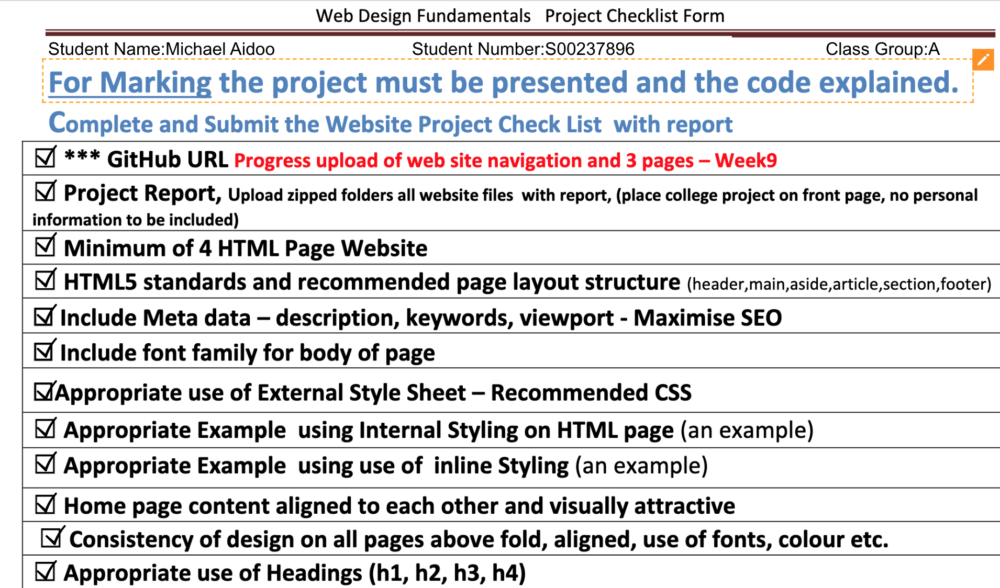 Web Design Fundamentals Project Checklist Form
Student Name:Michael Aidoo Student Number:S00237896 Class Group:A
For Marking the project must be presented and the code explained.
Complete and Submit the Website Project Check List with report
☑ *** GitHub URL Progress upload of web site navigation and 3 pages – Week9
☑ Project Report, Upload zipped folders all website files with report, (place college project on front page, no personal
information to be included)
☑ Minimum of 4 HTML Page Website
☑ HTML5 standards and recommended page layout structure (header,main,aside,article,section,footer)
☑ Include Meta data – description, keywords, viewport - Maximise SEO
☑ Include font family for body of page
☑ Appropriate use of External Style Sheet – Recommended CSS
☑ Appropriate Example using Internal Styling on HTML page (an example)
☑ Appropriate Example using use of inline Styling (an example)
☑ Home page content aligned to each other and visually attractive
☑ Consistency of design on all pages above fold, aligned, use of fonts, colour etc.
☑ Appropriate use of Headings (h1, h2, h3, h4)